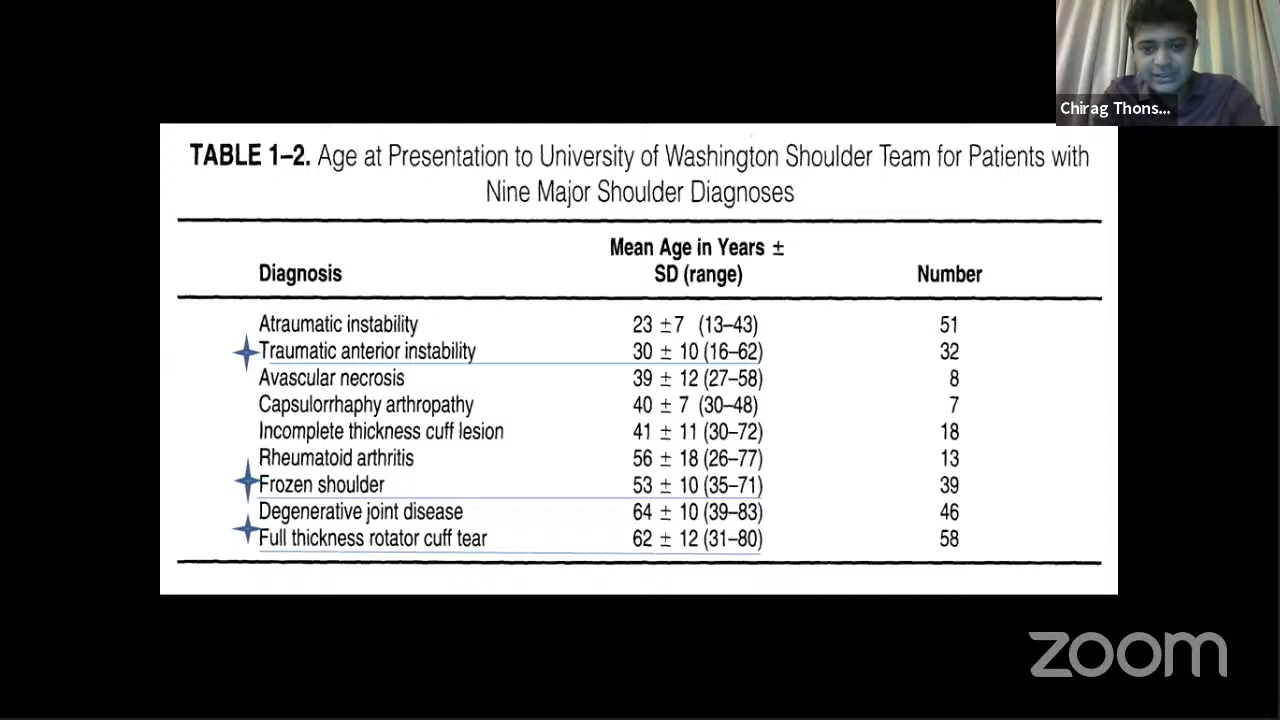 Chirag Thons...
TABLE 1–2. Age at Presentation to University of Washington Shoulder Team for Patients with
Nine Major Shoulder Diagnoses
Diagnosis Mean Age in Years ± SD (range) Number
Atraumatic instability 23 ±7 (13–43) 51
Traumatic anterior instability 30 ± 10 (16–62) 32
Avascular necrosis 39 ± 12 (27–58) 8
Capsulorrhaphy arthropathy 40 ± 7 (30–48) 7
Incomplete thickness cuff lesion 41 ± 11 (30–72) 18
Rheumatoid arthritis 56 ± 18 (26–77) 13
Frozen shoulder 53 ± 10 (35–71) 39
Degenerative joint disease 64 ± 10 (39–83) 46
Full thickness rotator cuff tear 62 ± 12 (31–80) 58
zoom